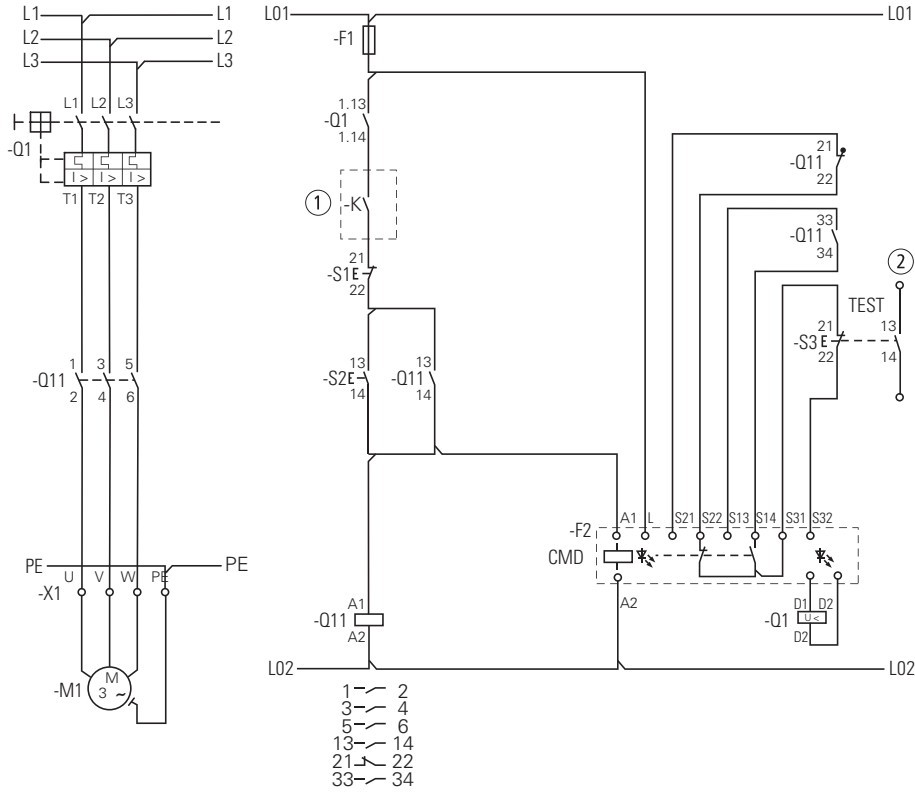 L1 L1
L2 L2
L3 L3
L1 L2 L3
-Q1
I > I > I >
T1 T2 T3
1 3 5
-Q11
2 4 6
PE PE
U V W PE
-X1
-M1
M
3 ~
L01 L01
-F1
1.13
-Q1
1.14
1
-K
21
-S1 E
22
13
-S2 E
14
13
-Q11
14
21
-Q11
22
33
-Q11
34
2
TEST
21
-S3 E
22
13
14
-F2
A1 L S21 S22 S13 S14 S31 S32
CMD
A2
D1 D2
-Q1
U <
D2
A1
-Q11
A2
L02 L02
1 2
3 4
5 6
13 14
21 22
33 34